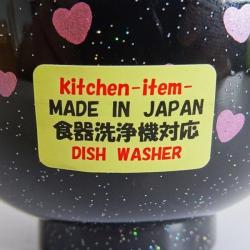 Kitchen-item-
MADE IN JAPAN
食器洗浄機対応
DISH WASHER